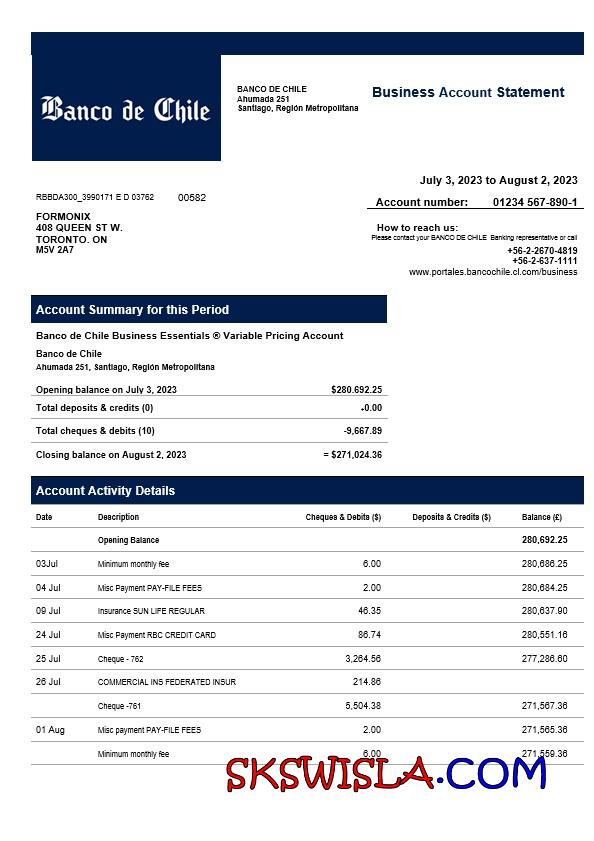 Banco de Chile
BANCO DE CHILE
Ahumada 251
Santiago, Región Metropolitana
Business Account Statement
July 3, 2023 to August 2, 2023
RBBDA300_3990171 E D 03762 00582
Account number: 01234 567-890-1
FORMONIX
408 QUEEN ST W.
TORONTO. ON
M5V 2A7
How to reach us:
Please contact your BANCO DE CHILE Banking representative or call
+56-2-2670-4819
+56-2-637-1111
www.portales.bancochile.cl.com/business
Account Summary for this Period
Banco de Chile Business Essentials ® Variable Pricing Account
Banco de Chile
Ahumada 251, Santiago, Región Metropolitana
Opening balance on July 3, 2023 $280.692.25
Total deposits & credits (0) +0.00
Total cheques & debits (10) -9,667.89
Closing balance on August 2, 2023 = $271,024.36
Account Activity Details
Date Description Cheques & Debits ($) Deposits & Credits ($) Balance (£)
Opening Balance 280,692.25
03Jul Minimum monthly fee 6.00 280,686.25
04 Jul Misc Payment PAY-FILE FEES 2.00 280,684.25
09 Jul Insurance SUN LIFE REGULAR 46.35 280,637.90
24 Jul Misc Payment RBC CREDIT CARD 86.74 280,551.16
25 Jul Cheque - 762 3,264.56 277,286.60
26 Jul COMMERCIAL INS FEDERATED INSUR 214.86
Cheque -761 5,504.38 271,567.36
01 Aug Misc payment PAY-FILE FEES 2.00 271,565.36
Minimum monthly fee 6.00 271,559.36
SKSWISLA.COM